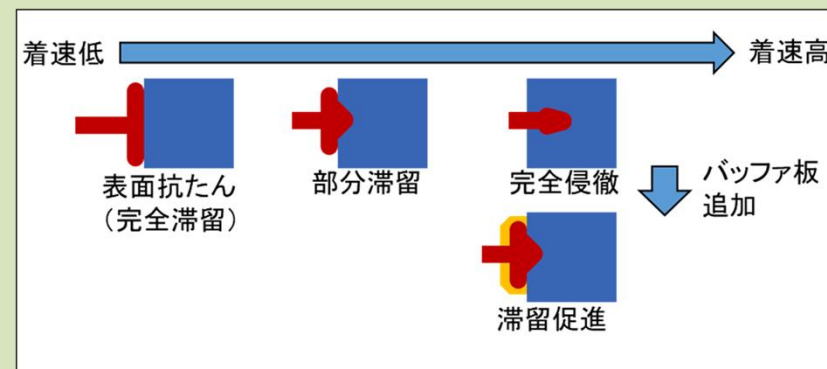 着速低
着速高
表面抗たん
（完全滞留）
部分滞留
完全侵徹
バッファ板
追加
滞留促進